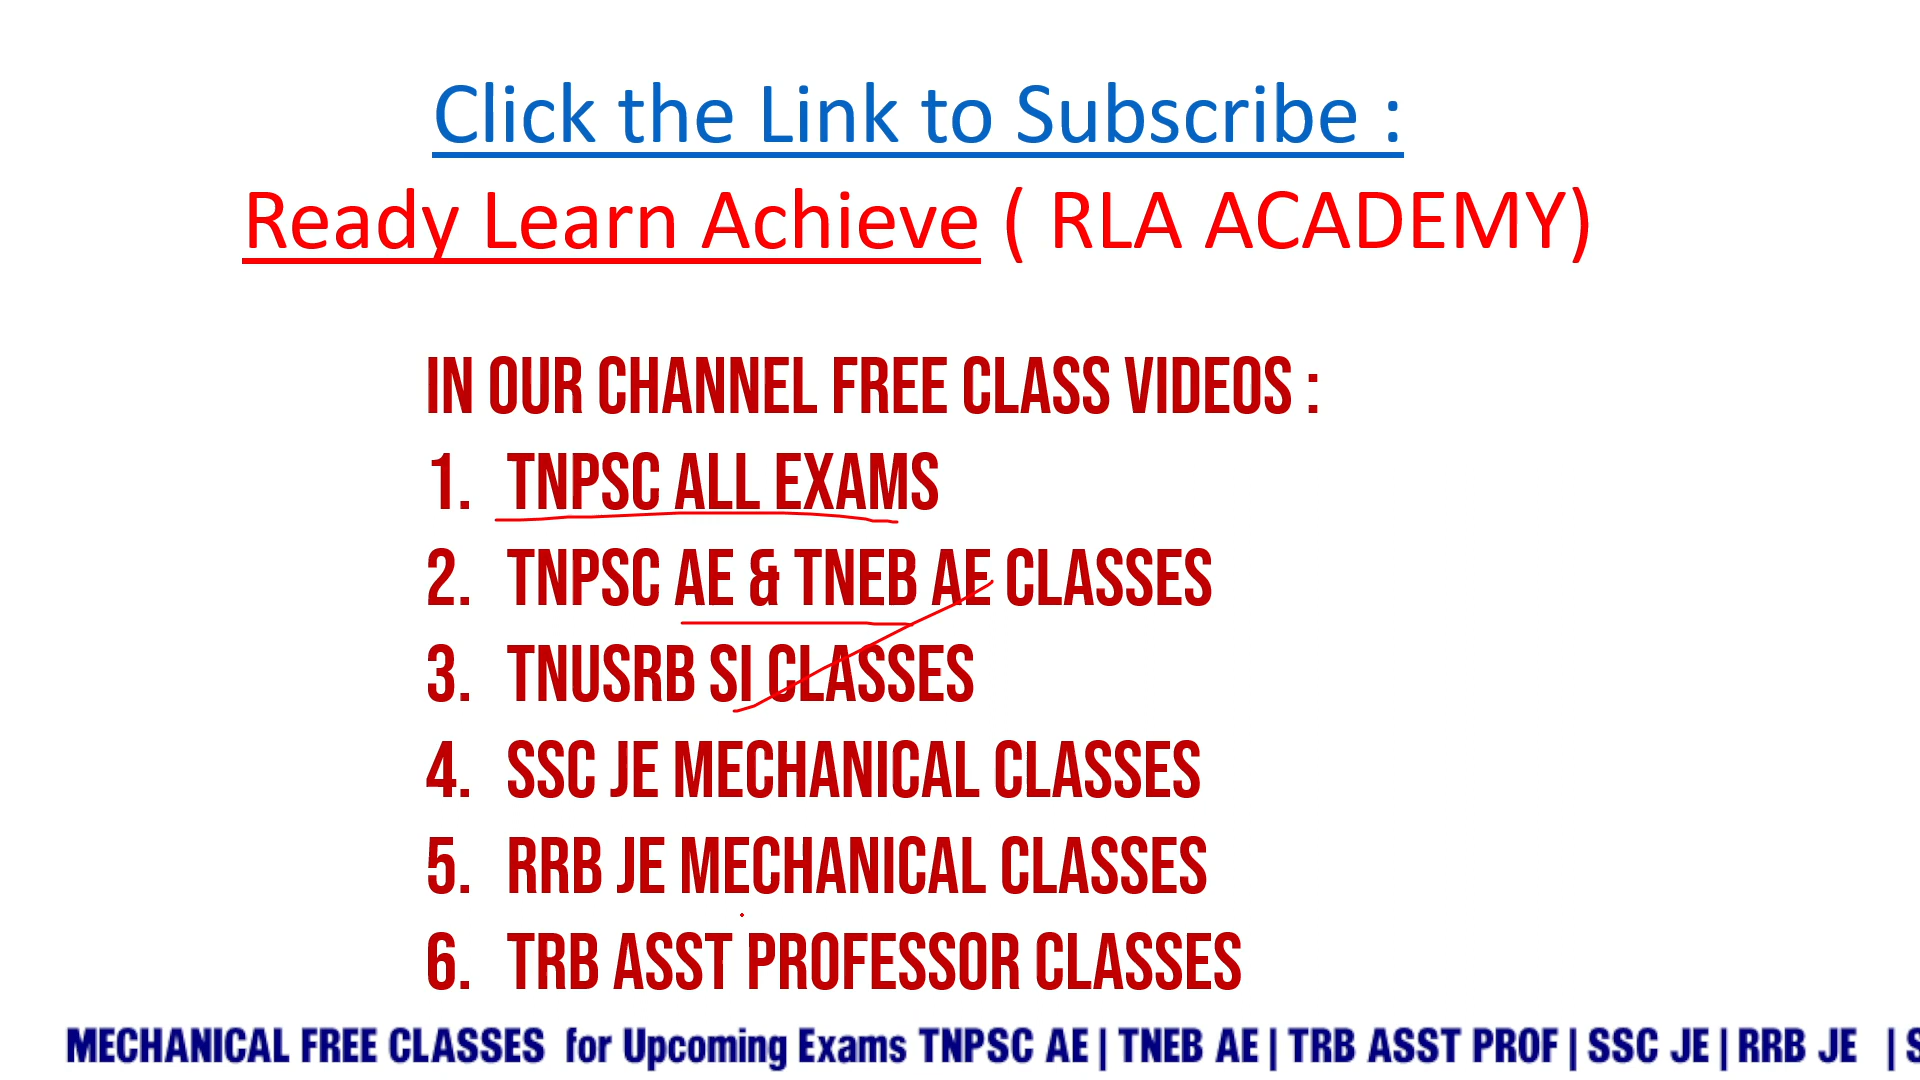 Click the Link to Subscribe :
Ready Learn Achieve ( RLA ACADEMY)
IN OUR CHANNEL FREE CLASS VIDEOS :
1. TNPSC ALL EXAMS
2. TNPSC AE & TNEB AE CLASSES
3. TNUSRB SI CLASSES
4. SSC JE MECHANICAL CLASSES
5. RRB JE MECHANICAL CLASSES
6. TRB ASST PROFESSOR CLASSES
MECHANICAL FREE CLASSES for Upcoming Exams TNPSC AE | TNEB AE | TRB ASST PROF | SSC JE | RRB JE |